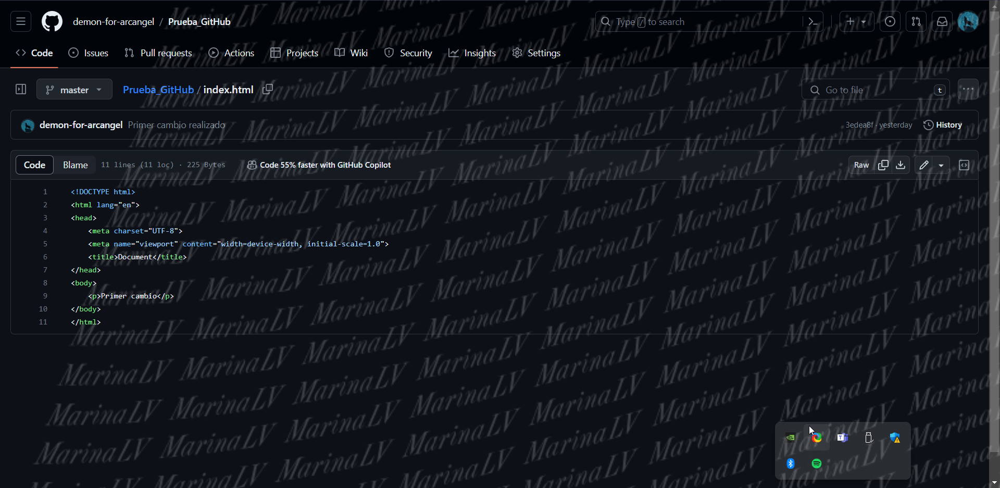 demon-for-arcangel / Prueba_GitHub
Type / to search
Code Issues Pull requests Actions Projects Wiki Security Insights Settings
master Prueba_GitHub / index.html
Go to file t
demon-for-arcangel Primer cambio realizado 3edea8f · yesterday History
Code Blame 11 lines (11 loc) · 225 Bytes Code 55% faster with GitHub Copilot Raw
1 <!DOCTYPE html>
2 <html lang="en">
3 <head>
4 <meta charset="UTF-8">
5 <meta name="viewport" content="width=device-width, initial-scale=1.0">
6 <title>Document</title>
7 </head>
8 <body>
9 <p>Primer cambio</p>
10 </body>
11 </html>
MarinaLV